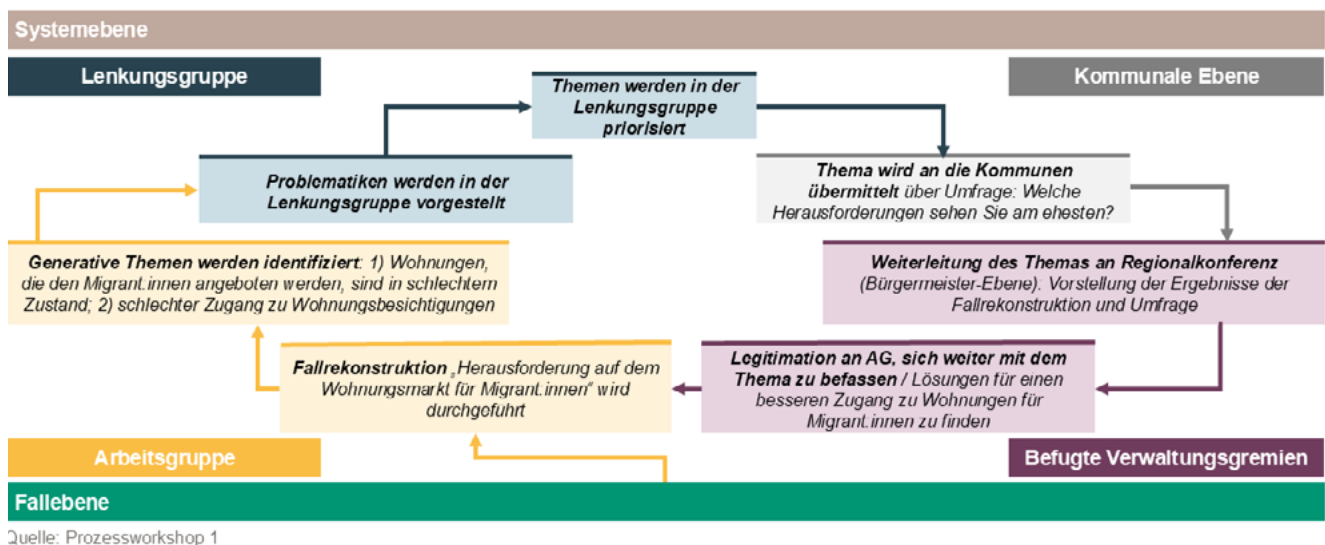 Systemebene
Lenkungsgruppe
Kommunale Ebene
Themen werden in der
Lenkungsgruppe
priorisiert
Problematiken werden in der
Lenkungsgruppe vorgestellt
Thema wird an die Kommunen
übermittelt über Umfrage: Welche
Herausforderungen sehen Sie am ehesten?
Generative Themen werden identifiziert: 1) Wohnungen,
die den Migrant.innen angeboten werden, sind in schlechtem
Zustand; 2) schlechter Zugang zu Wohnungsbesichtigungen
Weiterleitung des Themas an Regionalkonferenz
(Bürgermeister-Ebene): Vorstellung der Ergebnisse der
Fallrekonstruktion und Umfrage
Fallrekonstruktion „Herausforderung auf dem
Wohnungsmarkt für Migrant.innen“ wird
durchgeführt
Legitimation an AG, sich weiter mit dem
Thema zu befassen / Lösungen für einen
besseren Zugang zu Wohnungen für
Migrant.innen zu finden
Arbeitsgruppe
Befugte Verwaltungsgremien
Fallebene
Quelle: Prozessworkshop 1